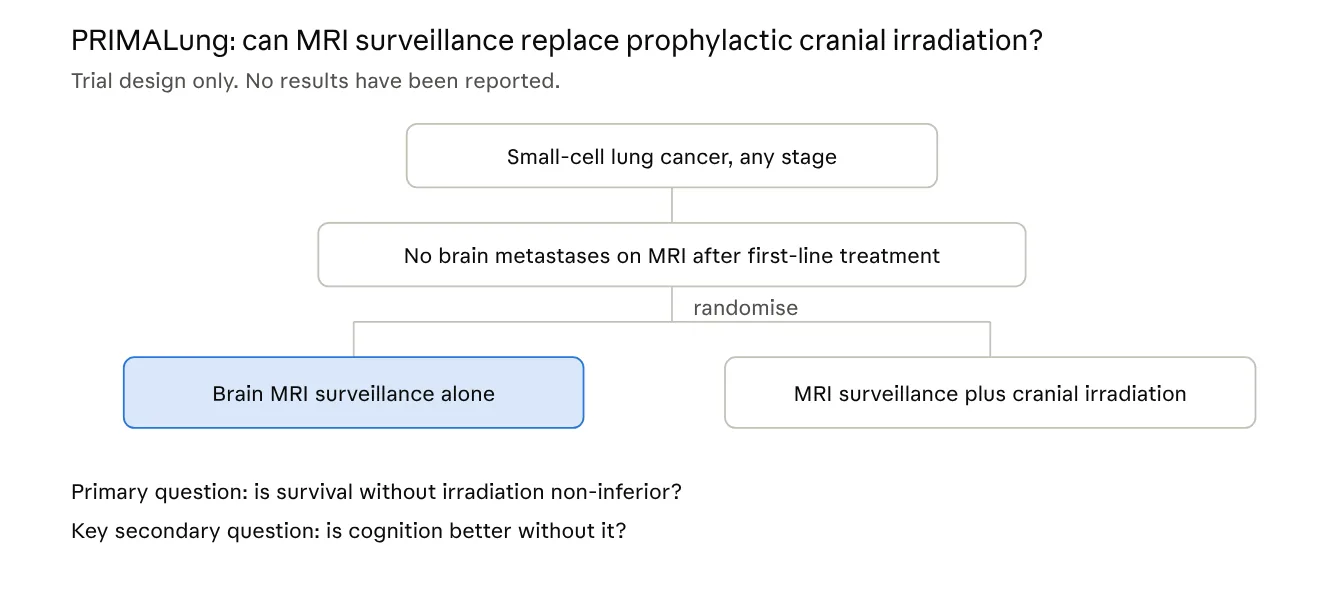 PRIMALung: can MRI surveillance replace prophylactic cranial irradiation?
Trial design only. No results have been reported.
Small-cell lung cancer, any stage
No brain metastases on MRI after first-line treatment
randomise
Brain MRI surveillance alone
MRI surveillance plus cranial irradiation
Primary question: is survival without irradiation non-inferior?
Key secondary question: is cognition better without it?